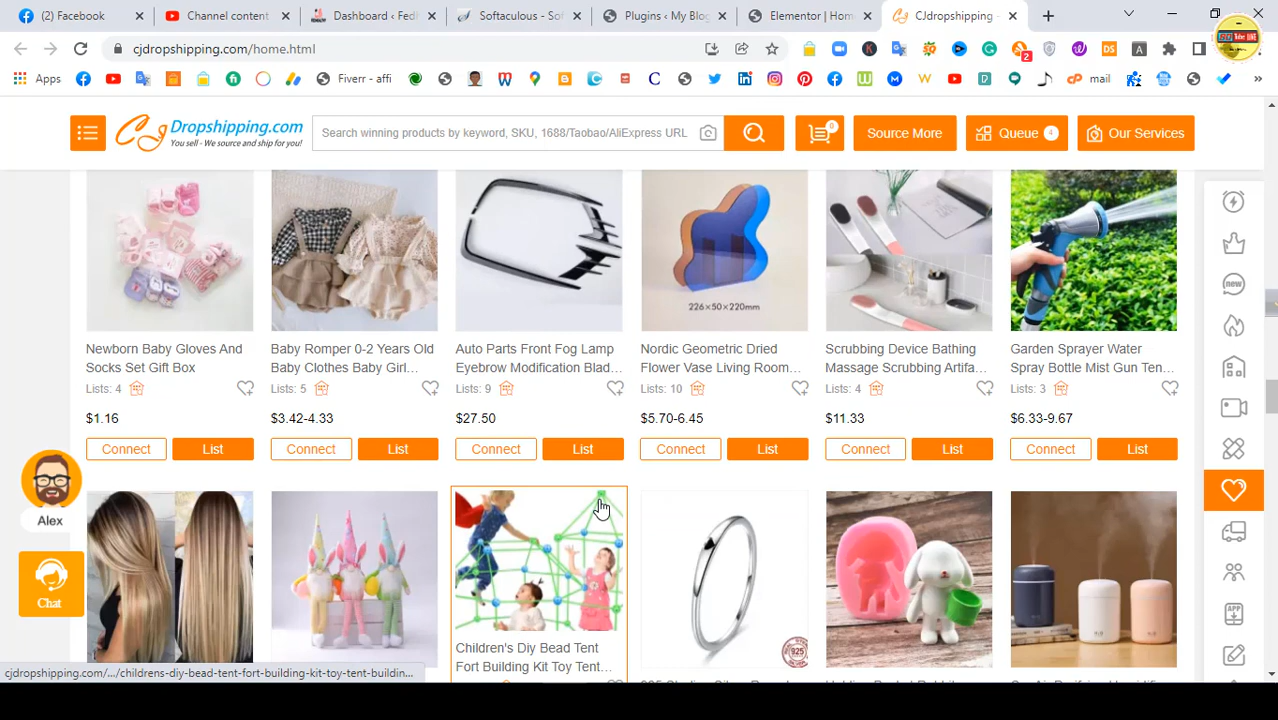 (2) Facebook
Channel content
Dashboard ‹ Fedh
Softaculous - Sof
Plugins ‹ My Blog
Elementor | Home
CJdropshipping -
cjdropshipping.com/home.html
2
Apps
Fiverr - affi
mail
Dropshipping.com
You sell - We source and ship for you!
Search winning products by keyword, SKU, 1688/Taobao/AliExpress URL
0
Source More
Queue
4
Our Services
226×50×220mm
Newborn Baby Gloves And
Socks Set Gift Box
Lists: 4
$1.16
Connect
List
Baby Romper 0-2 Years Old
Baby Clothes Baby Girl...
Lists: 5
$3.42-4.33
Connect
List
Auto Parts Front Fog Lamp
Eyebrow Modification Blad...
Lists: 9
$27.50
Connect
List
Nordic Geometric Dried
Flower Vase Living Room...
Lists: 10
$5.70-6.45
Connect
List
Scrubbing Device Bathing
Massage Scrubbing Artifa...
Lists: 4
$11.33
Connect
List
Garden Sprayer Water
Spray Bottle Mist Gun Ten...
Lists: 3
$6.33-9.67
Connect
List
new
Alex
Chat
925
APP
Children's Diy Bead Tent
Fort Building Kit Toy Tent...
cjdropshipping.com/.../childrens-diy-bead-tent-fort-building-kit-toy-tent-buildin...